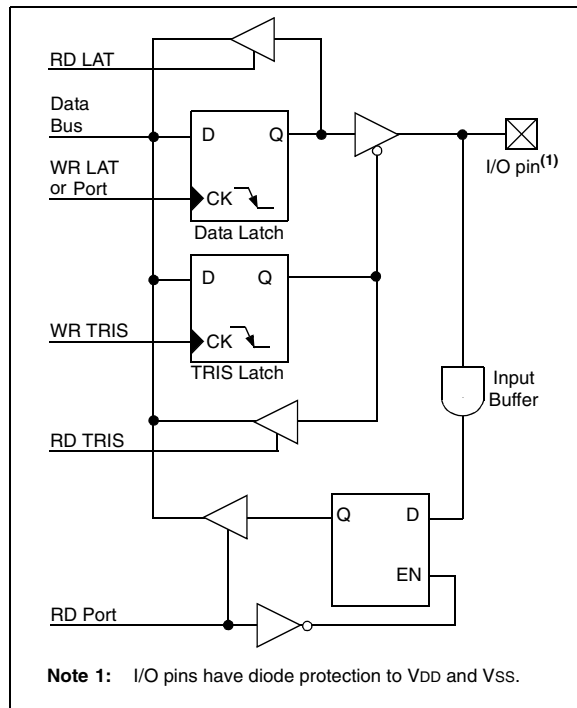 RD LAT
Data
Bus
D Q
WR LAT
or Port
I/O pin(1)
CK
Data Latch
D Q
WR TRIS
CK
TRIS Latch
Input
Buffer
RD TRIS
Q D
EN
RD Port
Note 1: I/O pins have diode protection to VDD and VSS.